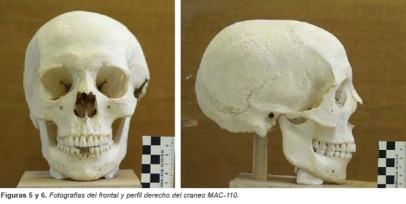 Figuras 5 y 6. Fotografías del frontal y perfil derecho del craneo MAC-110.